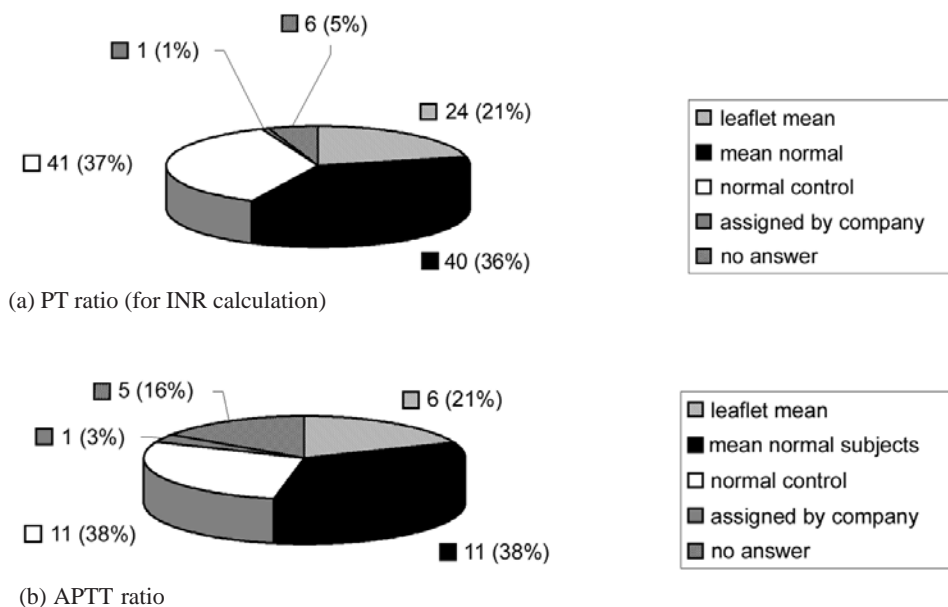 6 (5%)
1 (1%)
24 (21%)
41 (37%)
40 (36%)
leaflet mean
mean normal
normal control
assigned by company
no answer
(a) PT ratio (for INR calculation)
5 (16%)
6 (21%)
1 (3%)
11 (38%)
11 (38%)
leaflet mean
mean normal subjects
normal control
assigned by company
no answer
(b) APTT ratio